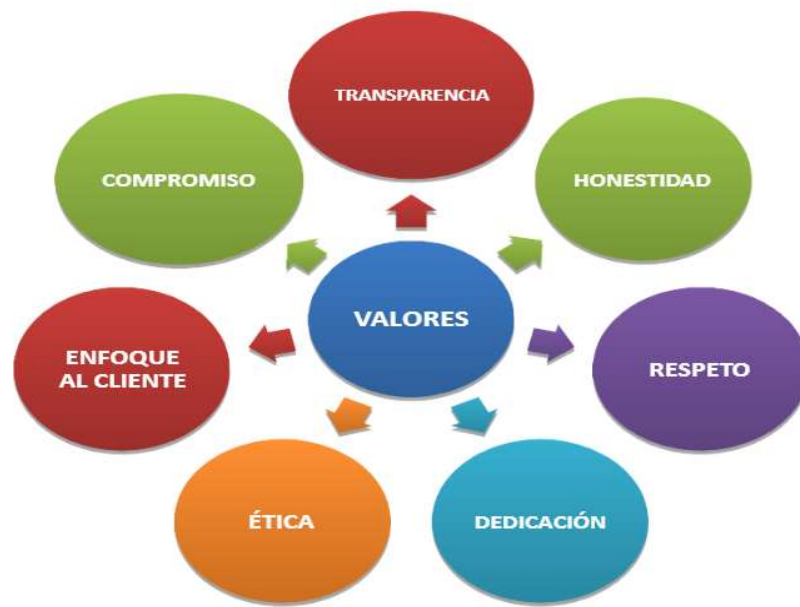 TRANSPARENCIA
COMPROMISO
HONESTIDAD
VALORES
ENFOQUE
AL CLIENTE
RESPETO
ÉTICA
DEDICACIÓN